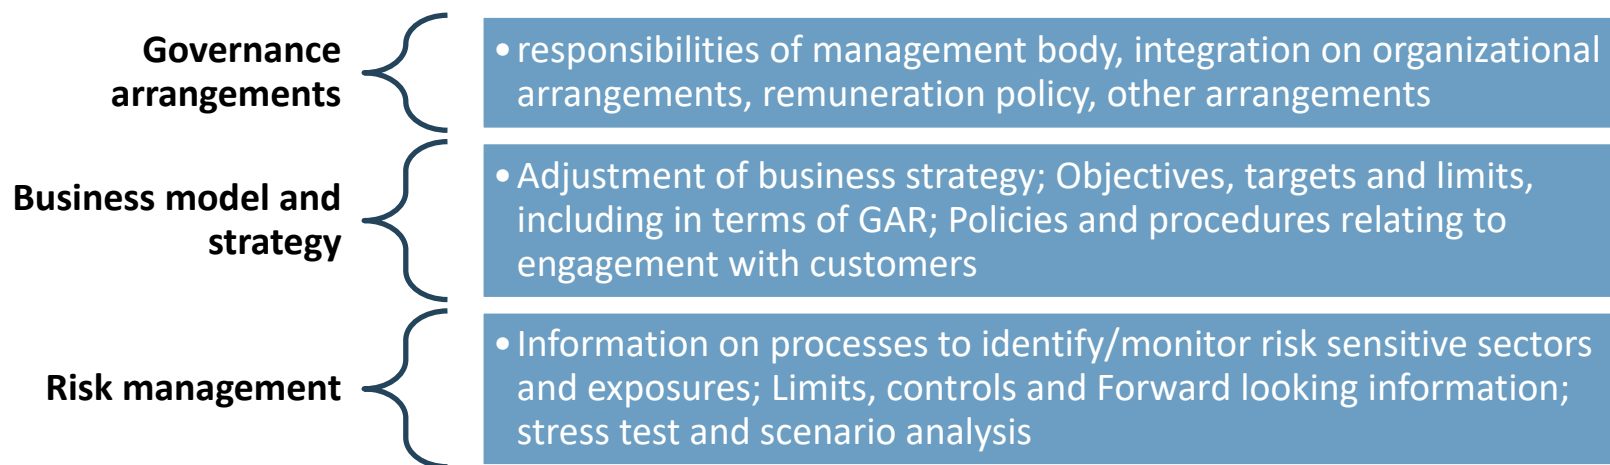 Governance
arrangements
• responsibilities of management body, integration on organizational
arrangements, remuneration policy, other arrangements
Business model and
strategy
• Adjustment of business strategy; Objectives, targets and limits,
including in terms of GAR; Policies and procedures relating to
engagement with customers
Risk management
• Information on processes to identify/monitor risk sensitive sectors
and exposures; Limits, controls and Forward looking information;
stress test and scenario analysis